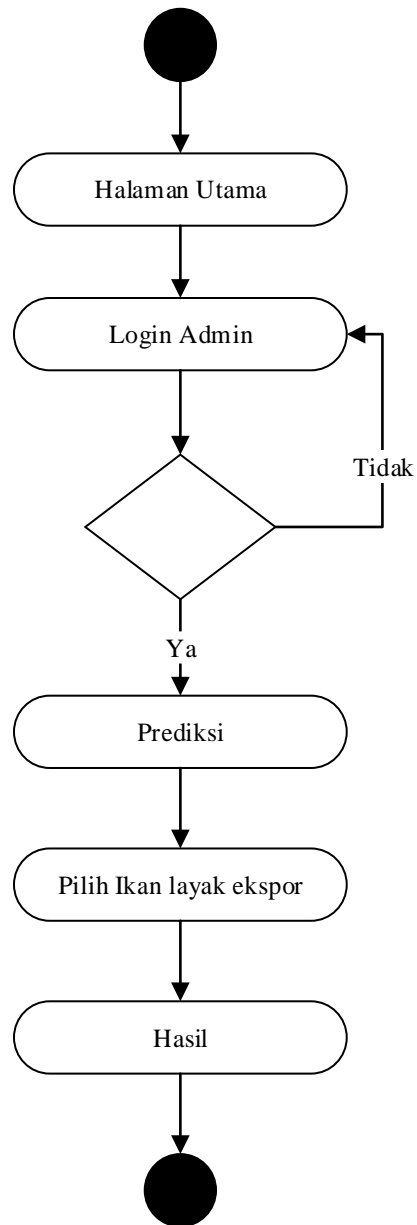 Halaman Utama
Login Admin
Tidak
Ya
Prediksi
Pilih Ikan layak ekspor
Hasil